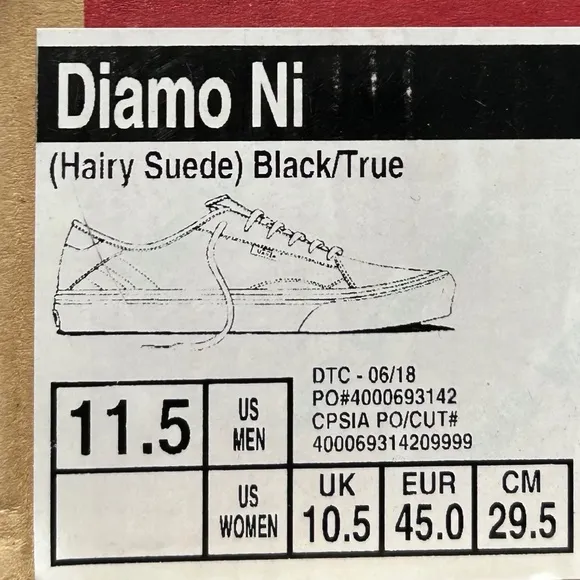 Diamo Ni
(Hairy Suede) Black/True
VANS
DTC - 06/18
PO#4000693142
CPSIA PO/CUT#
400069314209999
11.5 US MEN
US WOMEN
UK 10.5
EUR 45.0
CM 29.5